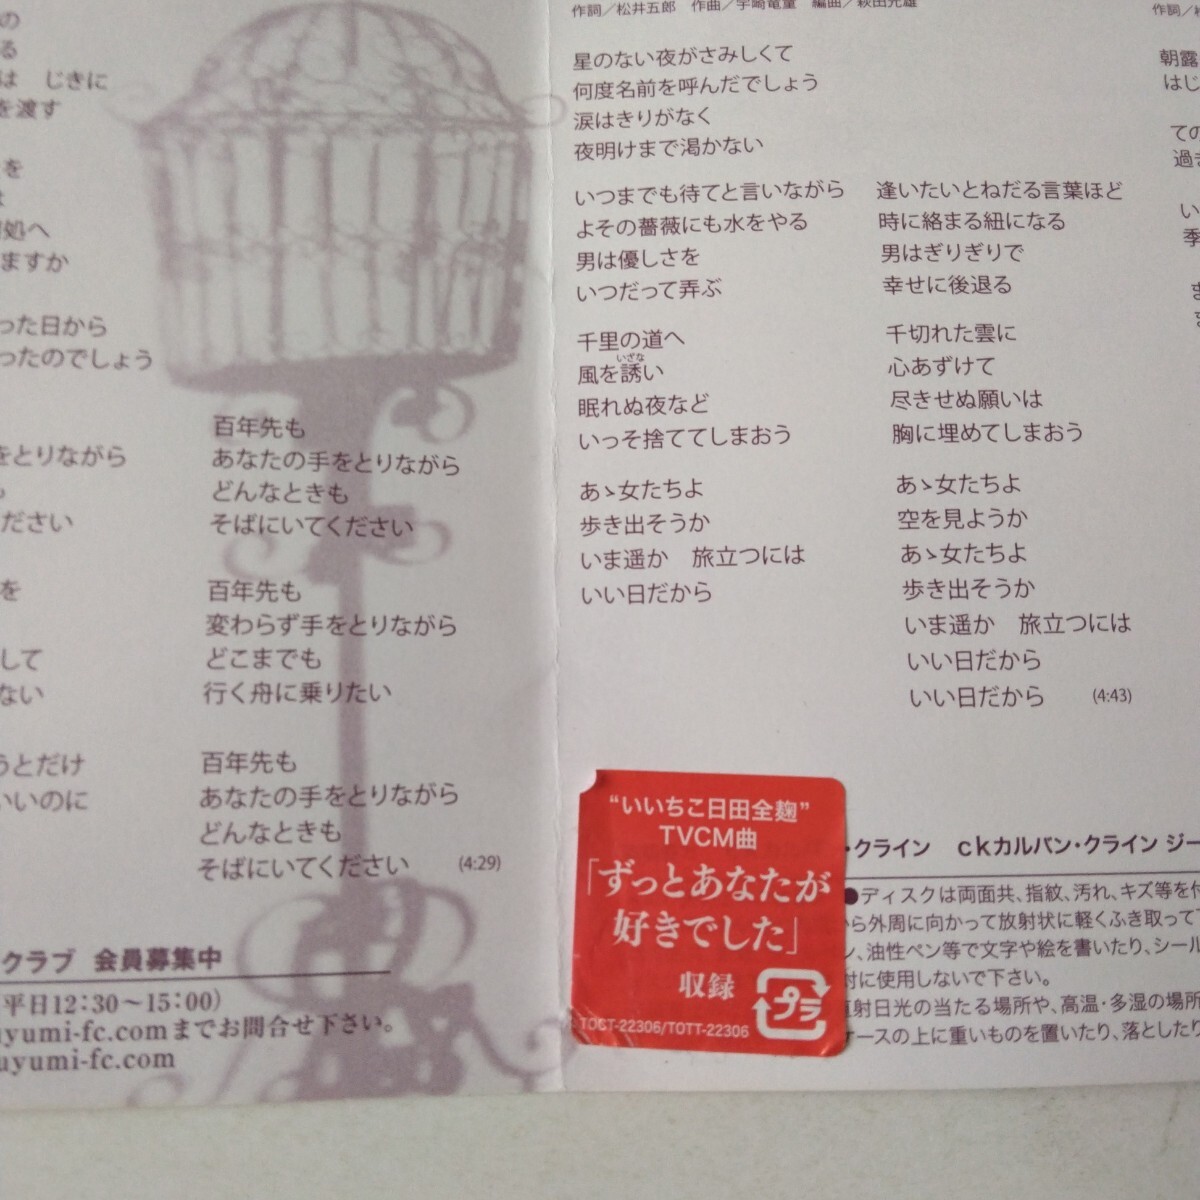 の
る
は　じきに
を渡す
を
処へ
ますか
った日から
ったのでしょう
をとりながら
ださい
を
して
ない
うとだけ
いいのに
百年先も
あなたの手をとりながら
どんなときも
そばにいてください
百年先も
変わらず手をとりながら
どこまでも
行く舟に乗りたい
百年先も
あなたの手をとりながら
どんなときも
そばにいてください (4:29)
クラブ 会員募集中
(平日12:30～15:00)
uyumi-fc.comまでお問合せ下さい。
uyumi-fc.com
作詞／松井五郎　作曲／宇崎竜童　編曲／萩田光雄
星のない夜がさみしくて
何度名前を呼んだでしょう
涙はきりがなく
夜明けまで渇かない
いつまでも待てと言いながら
よその薔薇にも水をやる
男は優しさを
いつだって弄ぶ
千里の道へ
風を誘い
いざな
眠れぬ夜など
いっそ捨ててしまおう
あゝ女たちよ
歩き出そうか
いま遥か　旅立つには
いい日だから
逢いたいとねだる言葉ほど
時に絡まる紐になる
男はぎりぎりで
幸せに後退る
千切れた雲に
心あずけて
尽きせぬ願いは
胸に埋めてしまおう
あゝ女たちよ
空を見ようか
あゝ女たちよ
歩き出そうか
いま遥か　旅立つには
いい日だから
いい日だから (4:43)
作詞／
朝露
はじ
ての
過ぎ
い
季
"いいちこ日田全麹"
TVCM曲
「ずっとあなたが
好きでした」
収録
プラ
TOCT-22306/TOTT-22306
・クライン　ckカルバン・クライン ジー
●ディスクは両面共、指紋、汚れ、キズ等を付
から外周に向かって放射状に軽くふき取って下
ン、油性ペン等で文字や絵を書いたり、シール
対に使用しないで下さい。
直射日光の当たる場所や、高温・多湿の場所
ケースの上に重いものを置いたり、落としたり